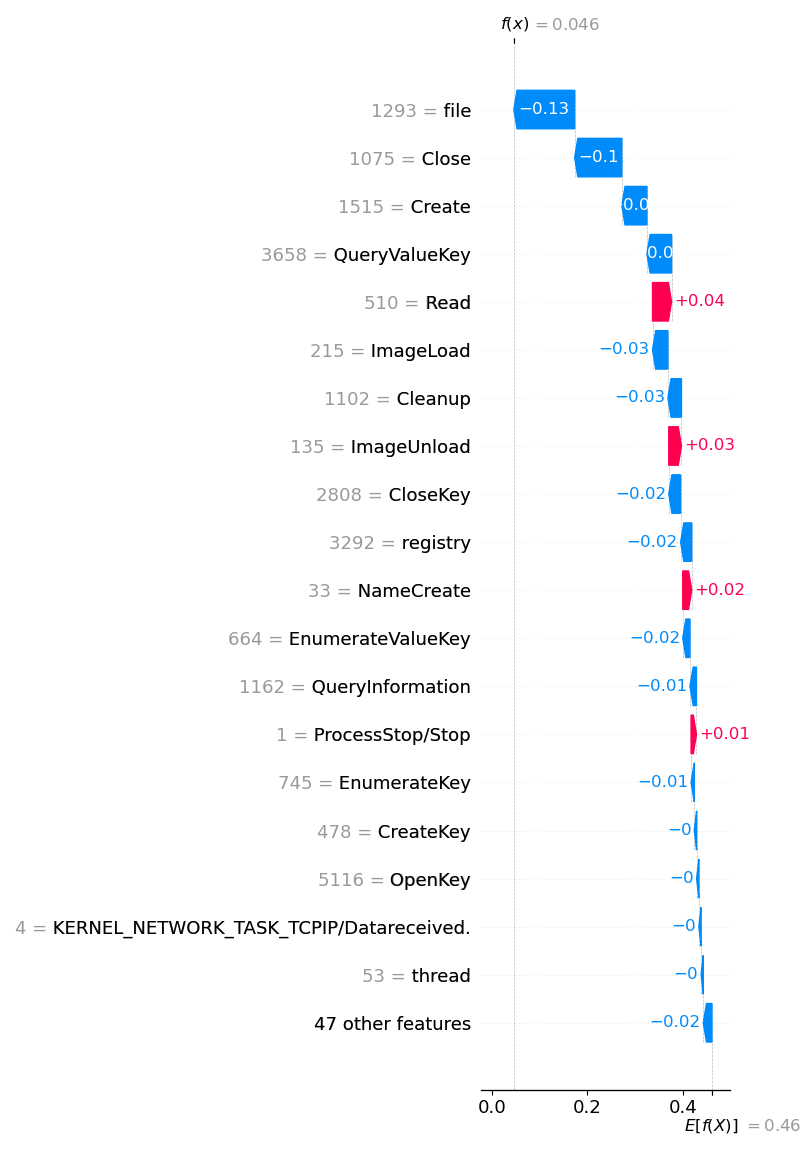 f(x) = 0.046
1293 = file −0.13
1075 = Close −0.1
1515 = Create 0.0
3658 = QueryValueKey 0.0
510 = Read +0.04
215 = ImageLoad −0.03
1102 = Cleanup −0.03
135 = ImageUnload +0.03
2808 = CloseKey −0.02
3292 = registry −0.02
33 = NameCreate +0.02
664 = EnumerateValueKey −0.02
1162 = QueryInformation −0.01
1 = ProcessStop/Stop +0.01
745 = EnumerateKey −0.01
478 = CreateKey −0
5116 = OpenKey −0
4 = KERNEL_NETWORK_TASK_TCPIP/Datareceived. −0
53 = thread −0
47 other features −0.02
0.0 0.2 0.4
E[f(X)] = 0.46